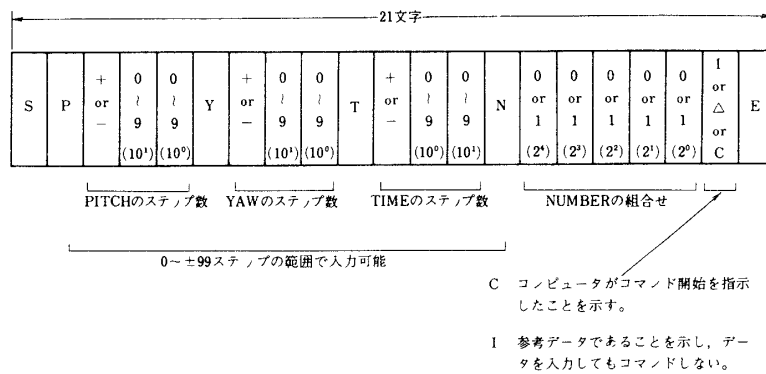 21文字
S P + or - 0 ~ 9 (10¹) 0 ~ 9 (10⁰) Y + or - 0 ~ 9 (10¹) 0 ~ 9 (10⁰) T + or - 0 ~ 9 (10⁰) 0 ~ 9 (10¹) N 0 or 1 (2⁴) 0 or 1 (2³) 0 or 1 (2²) 0 or 1 (2¹) 0 or 1 (2⁰) I or △ or C E
PITCHのステップ数 YAWのステップ数 TIMEのステップ数 NUMBERの組合せ
0～±99ステップの範囲で入力可能
C コンピュータがコマンド開始を指示
したことを示す。
I 参考データであることを示し，デー
タを入力してもコマンドしない。